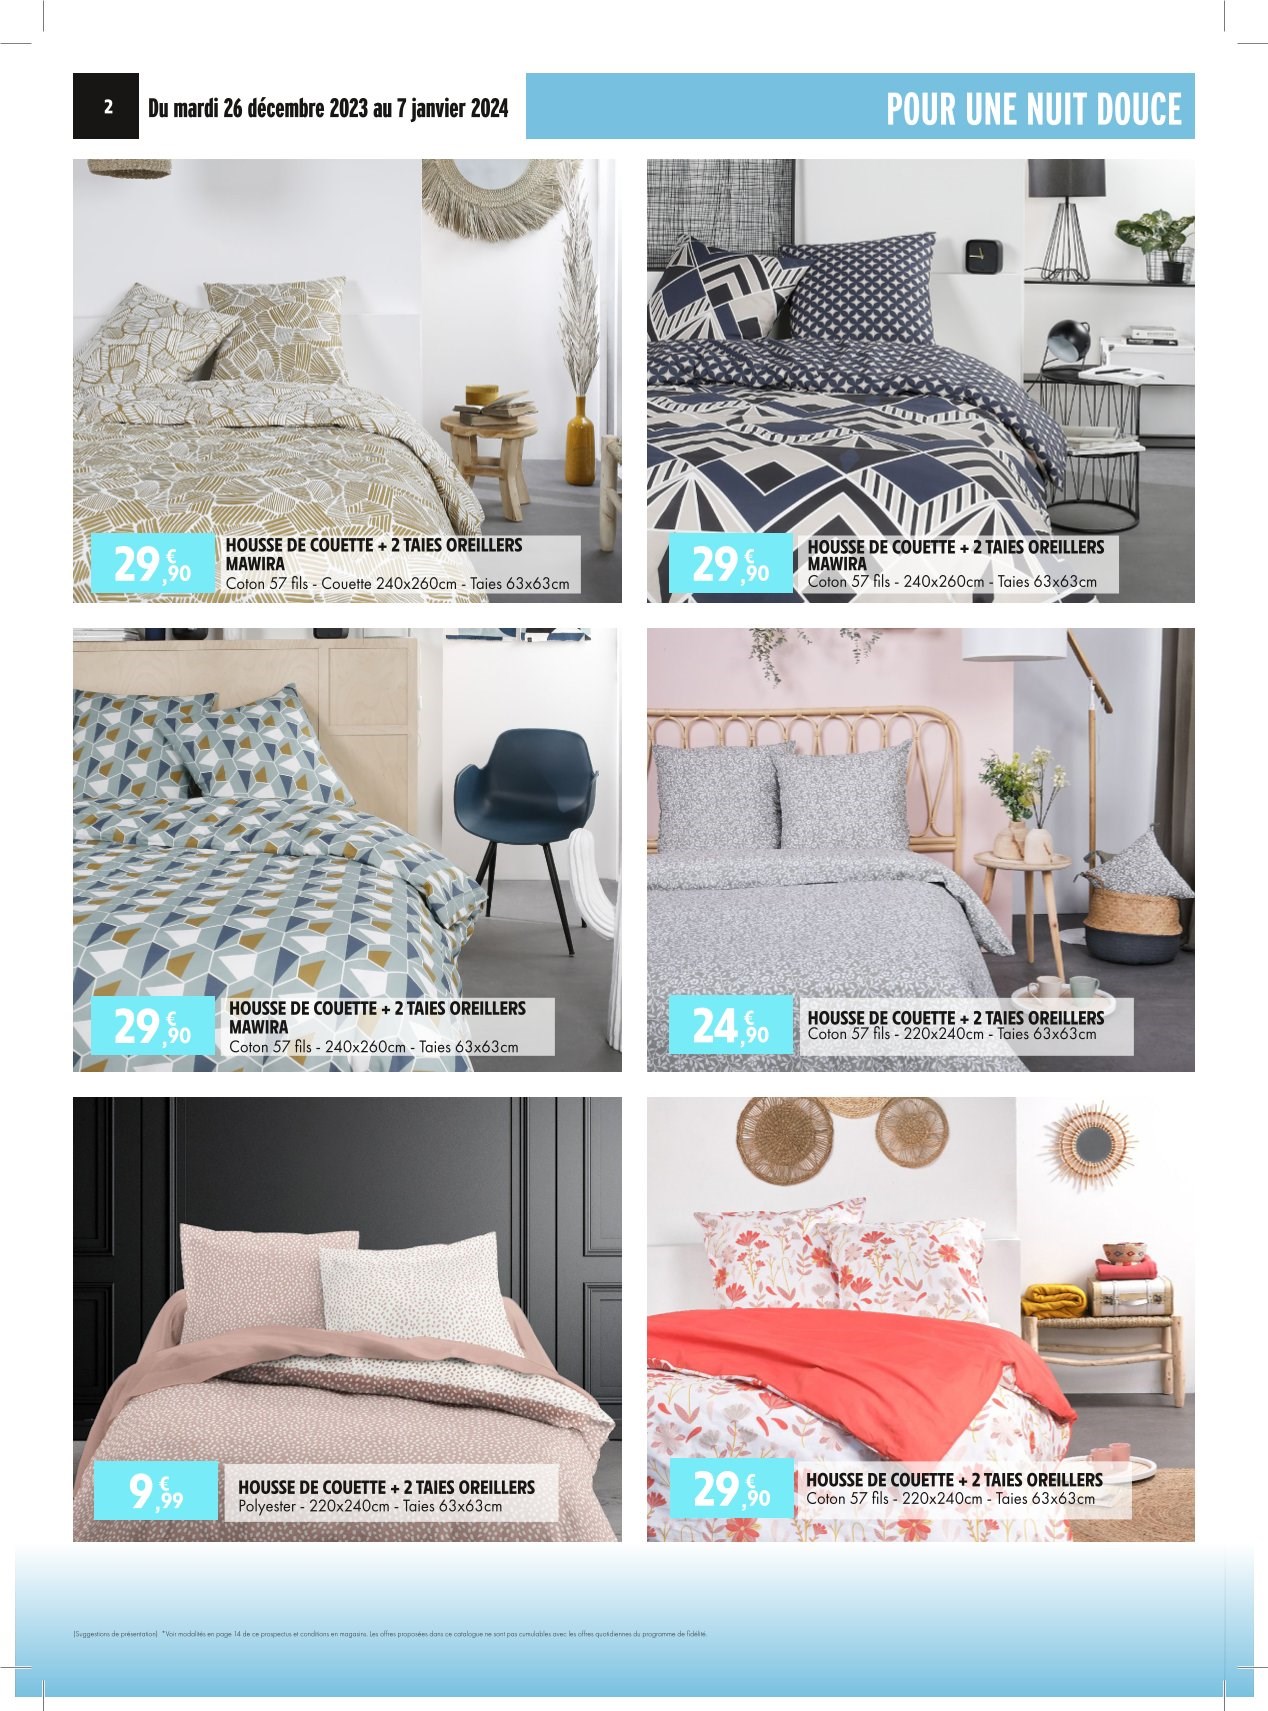 2
Du mardi 26 décembre 2023 au 7 janvier 2024
POUR UNE NUIT DOUCE
29€,90
HOUSSE DE COUETTE + 2 TAIES OREILLERS
MAWIRA
Coton 57 fils - Couette 240x260cm - Taies 63x63cm
29€,90
HOUSSE DE COUETTE + 2 TAIES OREILLERS
MAWIRA
Coton 57 fils - 240x260cm - Taies 63x63cm
29€,90
HOUSSE DE COUETTE + 2 TAIES OREILLERS
MAWIRA
Coton 57 fils - 240x260cm - Taies 63x63cm
24€,90
HOUSSE DE COUETTE + 2 TAIES OREILLERS
Coton 57 fils - 220x240cm - Taies 63x63cm
9€,99
HOUSSE DE COUETTE + 2 TAIES OREILLERS
Polyester - 220x240cm - Taies 63x63cm
29€,90
HOUSSE DE COUETTE + 2 TAIES OREILLERS
Coton 57 fils - 220x240cm - Taies 63x63cm
(Suggestions de présentation) *Voir modalités en page 14 de ce prospectus et conditions en magasins. Les offres proposées dans ce catalogue ne sont pas cumulables avec les offres quotidiennes du programme de fidélité.